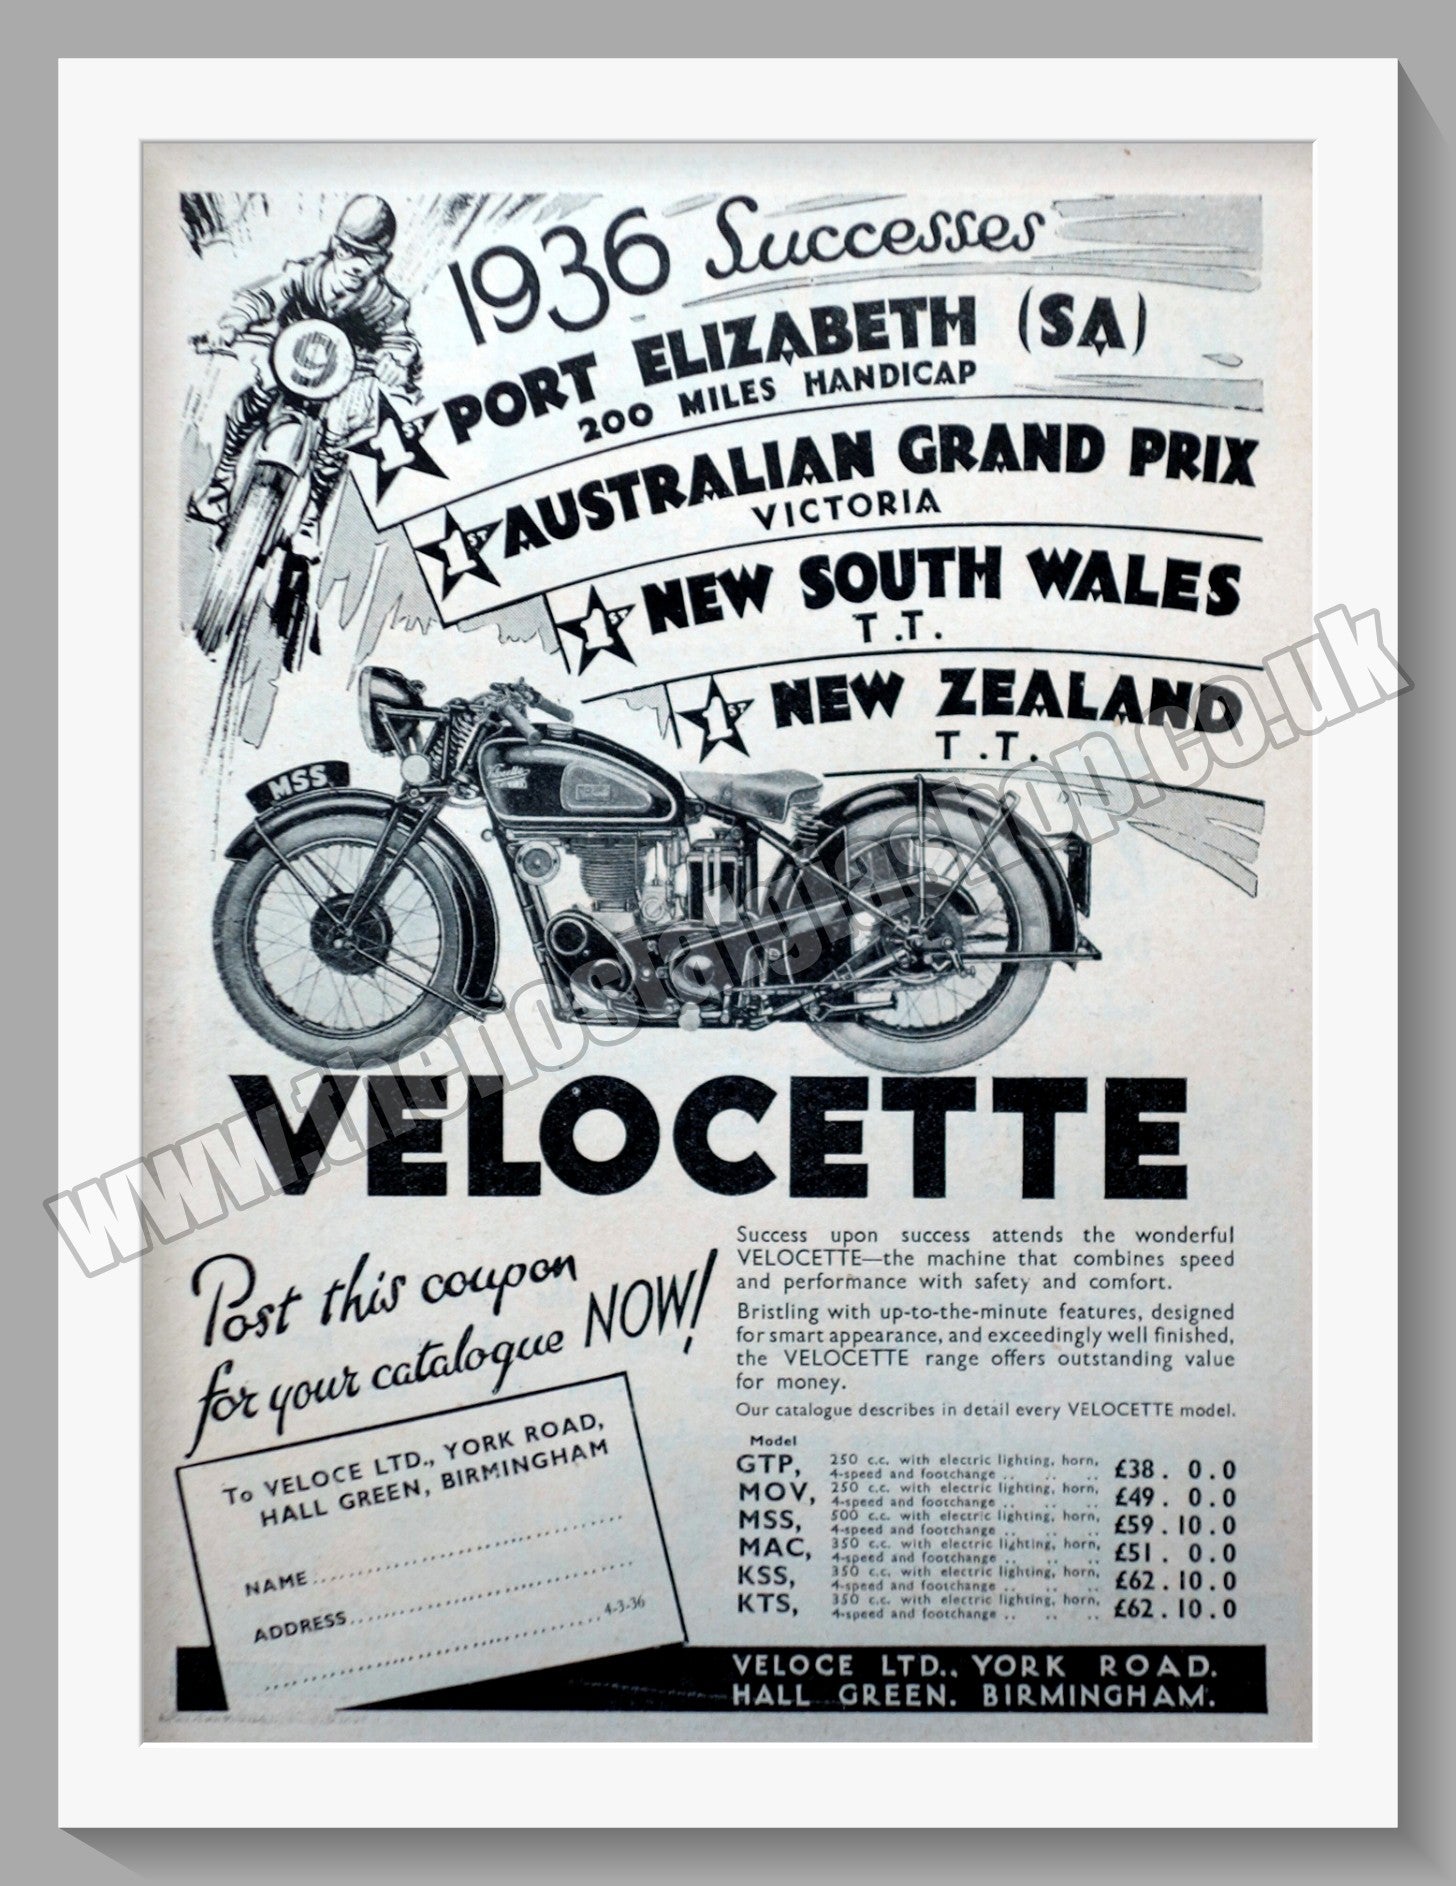 1936 Successes
9
1ST PORT ELIZABETH (SA)
200 MILES HANDICAP
1ST AUSTRALIAN GRAND PRIX
VICTORIA
1ST NEW SOUTH WALES
T.T.
1ST NEW ZEALAND
T.T.
MSS
Velocette
www.thenostalgiashop.co.uk
VELOCETTE
Post this coupon
for your catalogue NOW!
To VELOCE LTD., YORK ROAD,
HALL GREEN, BIRMINGHAM
NAME
ADDRESS
4-3-36
Success upon success attends the wonderful
VELOCETTE—the machine that combines speed
and performance with safety and comfort.
Bristling with up-to-the-minute features, designed
for smart appearance, and exceedingly well finished,
the VELOCETTE range offers outstanding value
for money.
Our catalogue describes in detail every VELOCETTE model.
Model
GTP, 250 c.c. with electric lighting, horn,
4-speed and footchange .. .. .. £38. 0.0
MOV, 250 c.c. with electric lighting, horn,
4-speed and footchange .. .. .. £49. 0.0
MSS, 500 c.c. with electric lighting, horn,
4-speed and footchange .. .. .. £59.10.0
MAC, 350 c.c. with electric lighting, horn,
4-speed and footchange .. .. .. £51. 0.0
KSS, 350 c.c. with electric lighting, horn,
4-speed and footchange .. .. .. £62.10.0
KTS, 350 c.c. with electric lighting, horn,
4-speed and footchange .. .. .. £62.10.0
VELOCE LTD., YORK ROAD.
HALL GREEN. BIRMINGHAM.